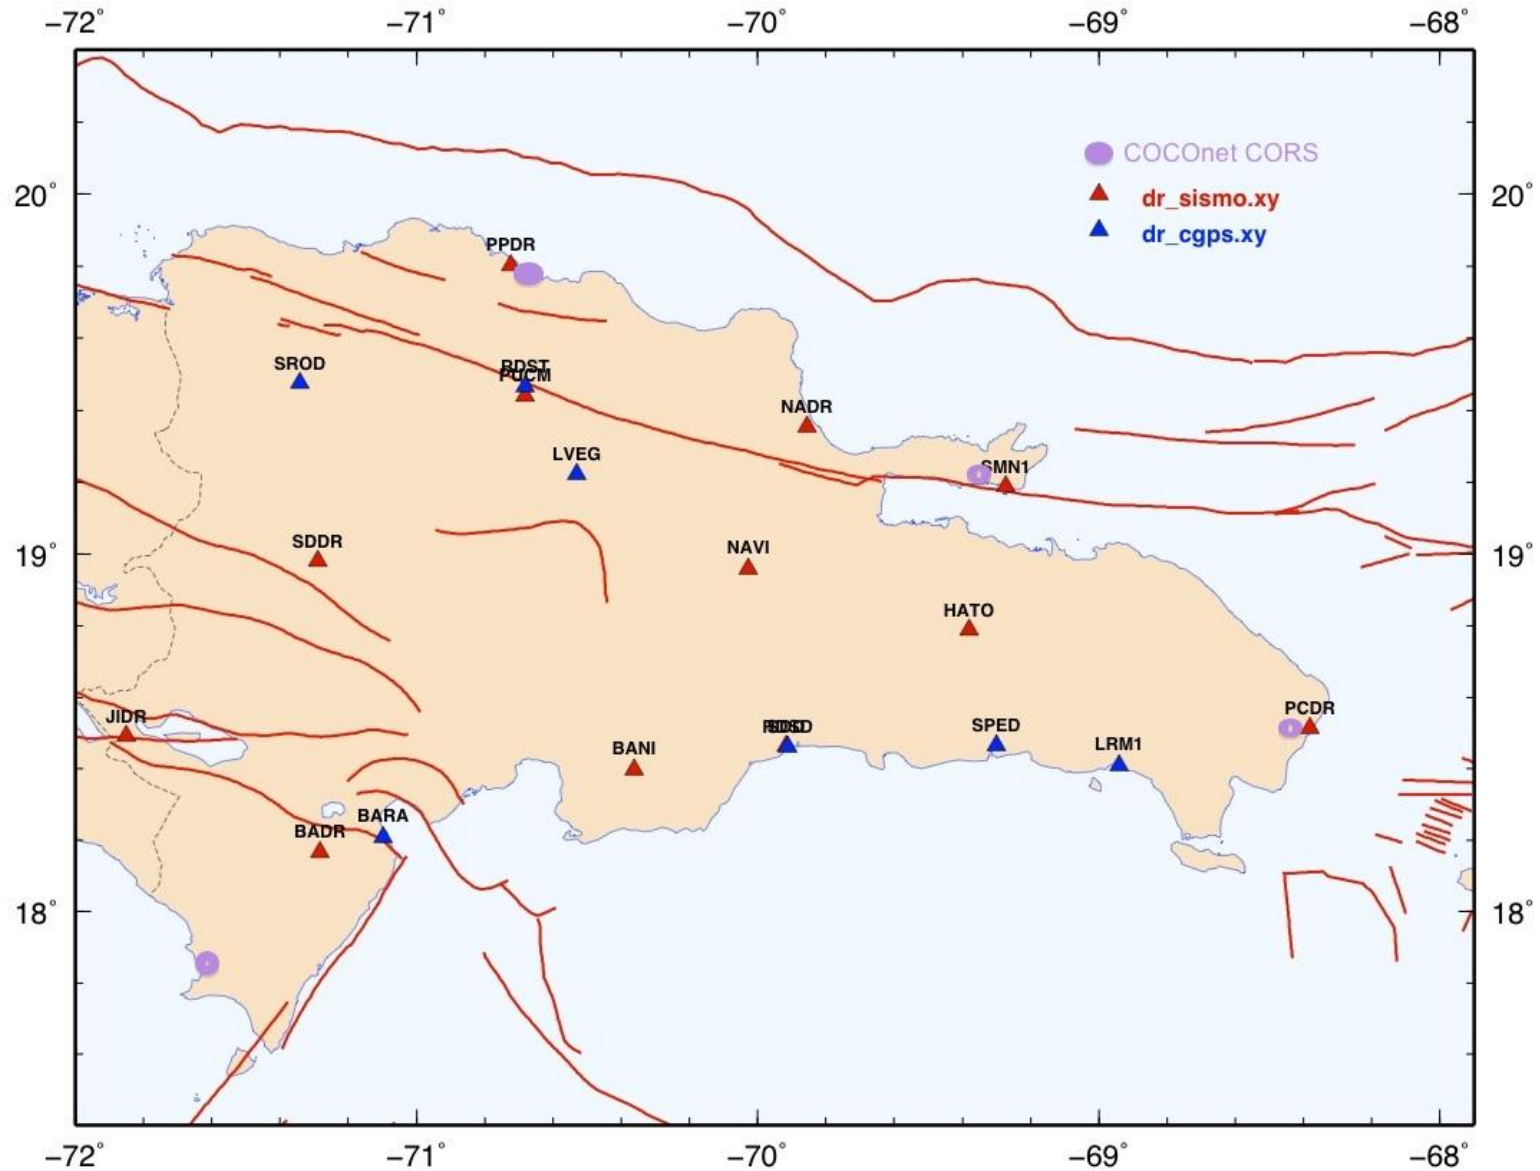 −72° −71° −70° −69° −68°
COCOnet CORS
20° dr_sismo.xy 20°
dr_cgps.xy
PPDR
SROD
RDST
PUCM
NADR
LVEG
SMN1
SDDR
19° NAVI 19°
HATO
JIDR
PCDR
SPED
BANI
LRM1
BARA
BADR
18° 18°
−72° −71° −70° −69° −68°